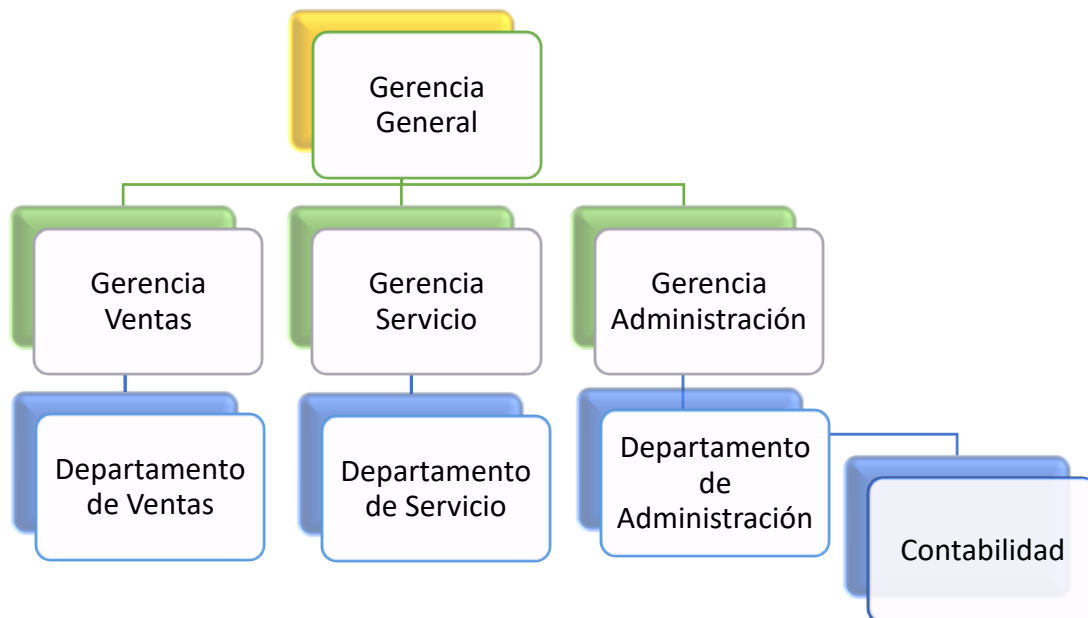 Gerencia
General
Gerencia
Ventas
Gerencia
Servicio
Gerencia
Administración
Departamento
de Ventas
Departamento
de Servicio
Departamento
de
Administración
Contabilidad